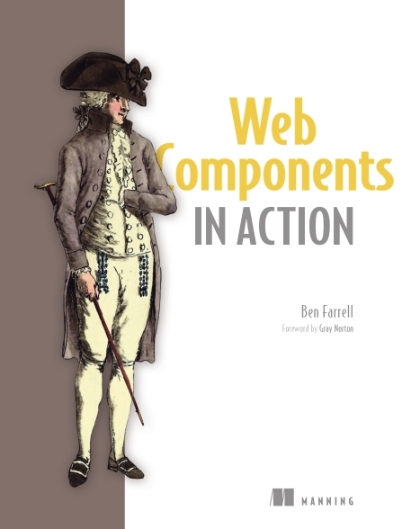 Web
Components
IN ACTION
Ben Farrell
Foreword by Gray Norton
MANNING